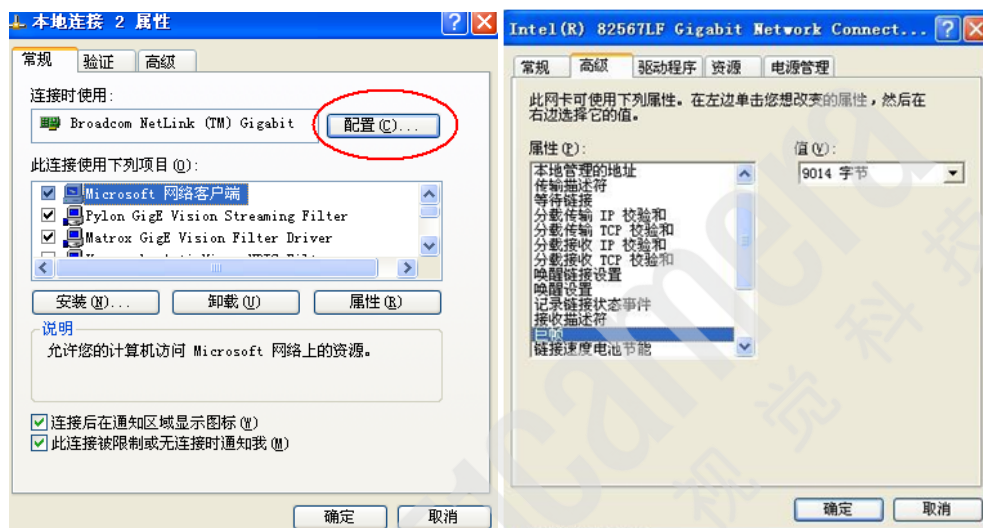 本地连接 2 属性
常规 验证 高级
连接时使用:
Broadcom NetLink (TM) Gigabit
配置(C)...
此连接使用下列项目(O):
Microsoft 网络客户端
Pylon GigE Vision Streaming Filter
Matrox GigE Vision Filter Driver
安装(N)... 卸载(U) 属性(R)
说明
允许您的计算机访问 Microsoft 网络上的资源。
连接后在通知区域显示图标(W)
此连接被限制或无连接时通知我(M)
确定 取消
Intel(R) 82567LF Gigabit Network Connect...
常规 高级 驱动程序 资源 电源管理
此网卡可使用下列属性。在左边单击您想改变的属性，然后在
右边选择它的值。
属性(P):
本地管理的地址
传输描述符
等待链接
分载传输 IP 校验和
分载传输 TCP 校验和
分载接收 IP 校验和
分载接收 TCP 校验和
唤醒链接设置
唤醒设置
记录链接状态事件
接收描述符
巨帧
链接速度电池节能
值(V):
9014 字节
确定 取消
camera
视觉科技